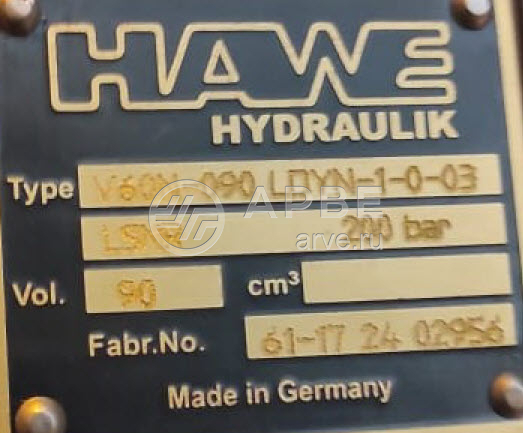 HAWE
HYDRAULIK
Type V60N-090 LDYN-1-0-03
LSNR 200 bar
АРВЕ
arve.ru
Vol. 90 cm³
Fabr.No. 61-17 24 02956
Made in Germany